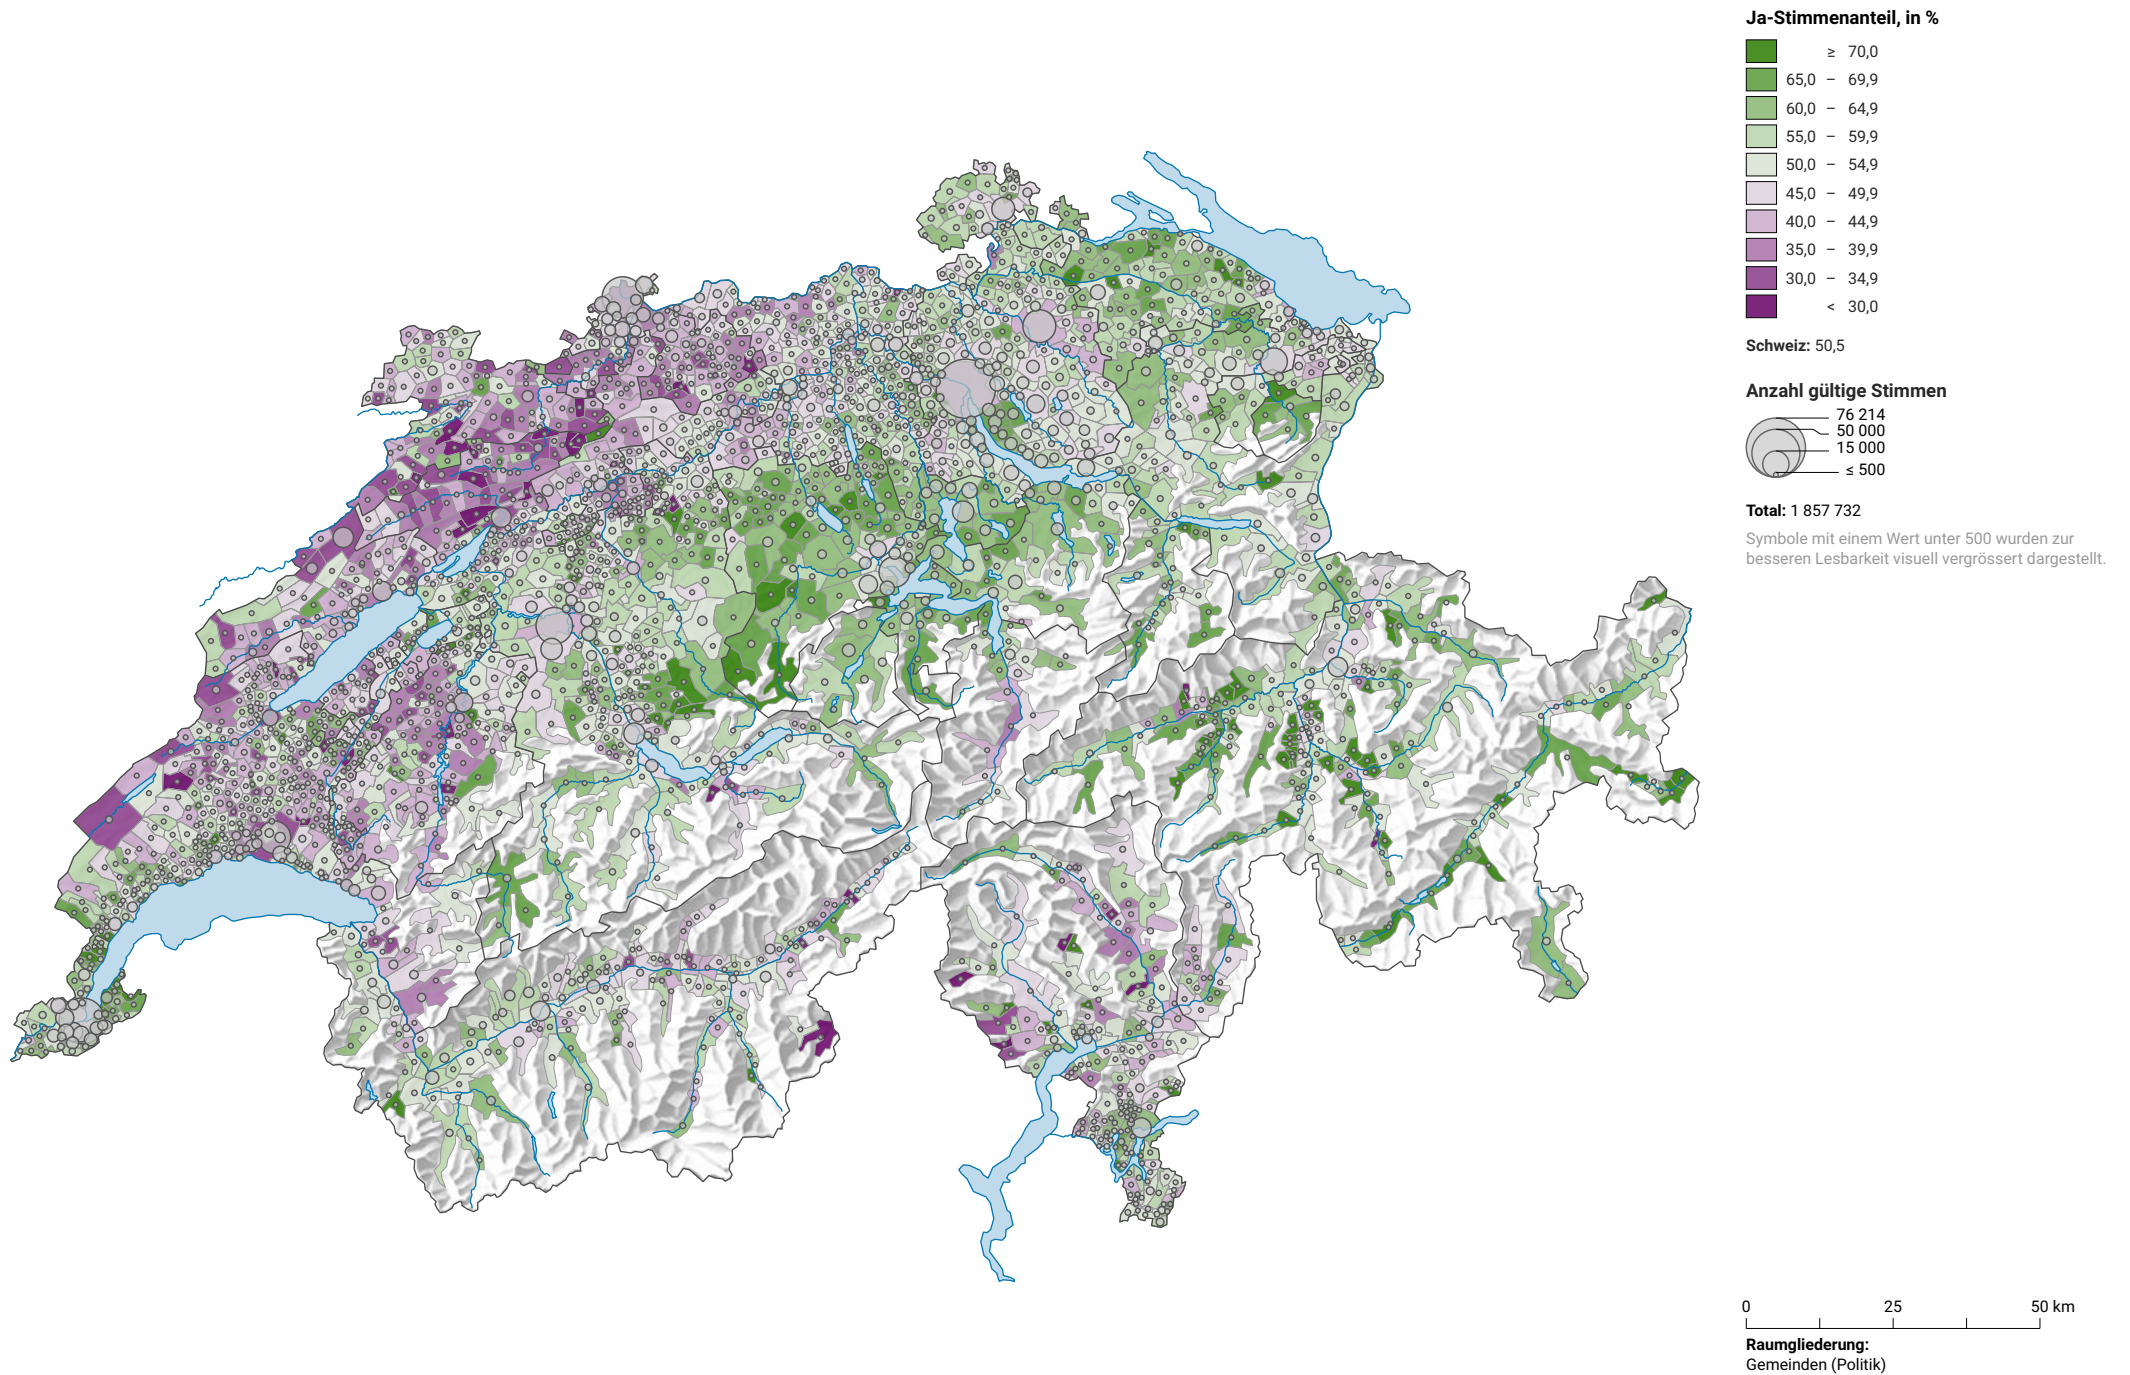 Ja-Stimmenanteil, in %
≥ 70,0
65,0 – 69,9
60,0 – 64,9
55,0 – 59,9
50,0 – 54,9
45,0 – 49,9
40,0 – 44,9
35,0 – 39,9
30,0 – 34,9
< 30,0
Schweiz: 50,5
Anzahl gültige Stimmen
76 214
50 000
15 000
≤ 500
Total: 1 857 732
Symbole mit einem Wert unter 500 wurden zur
besseren Lesbarkeit visuell vergrössert dargestellt.
0 25 50 km
Raumgliederung:
Gemeinden (Politik)